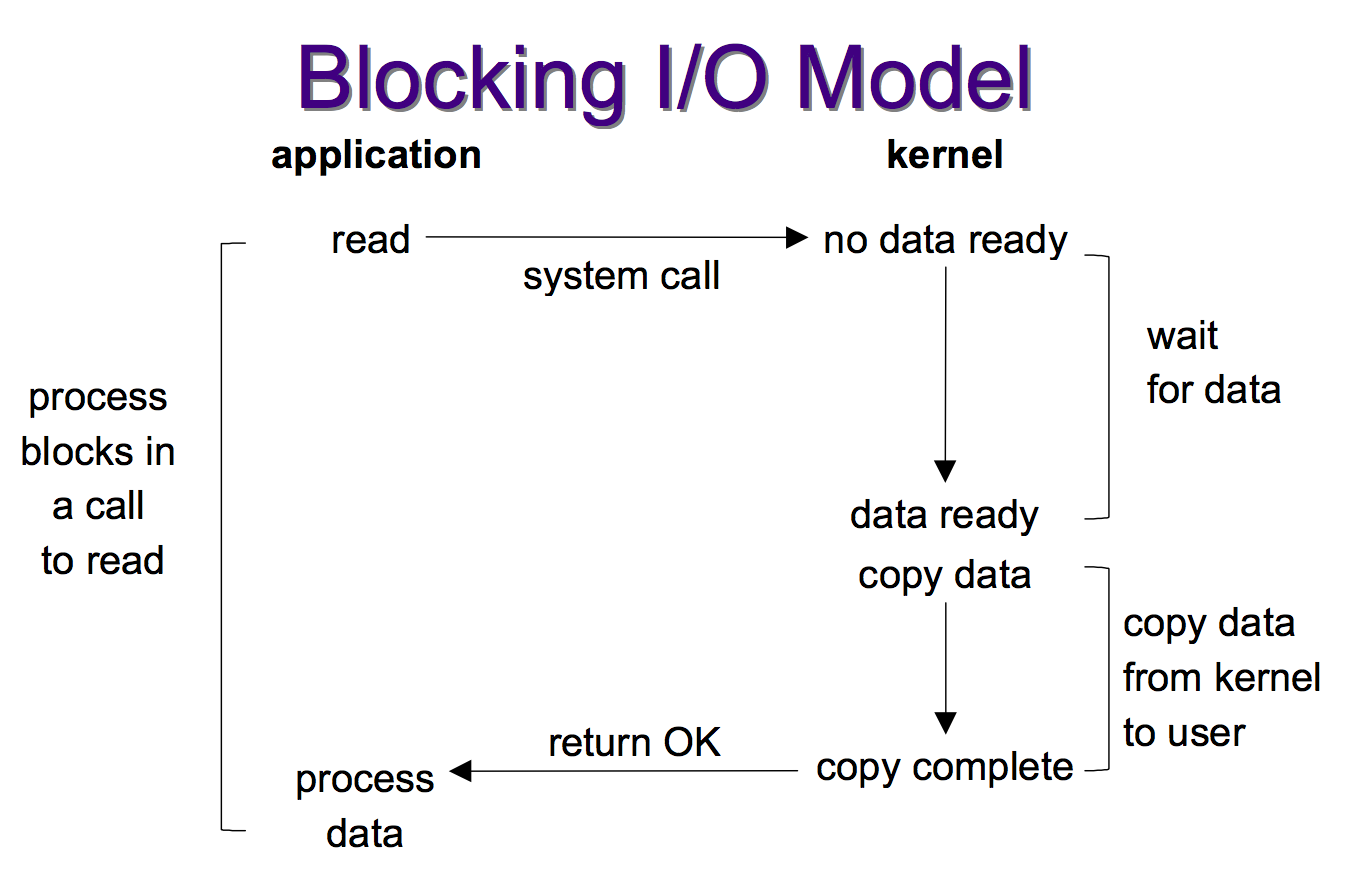 Blocking I/O Model
application
kernel
read
no data ready
system call
wait
for data
process
blocks in
a call
to read
data ready
copy data
copy data
from kernel
to user
return OK
copy complete
process
data